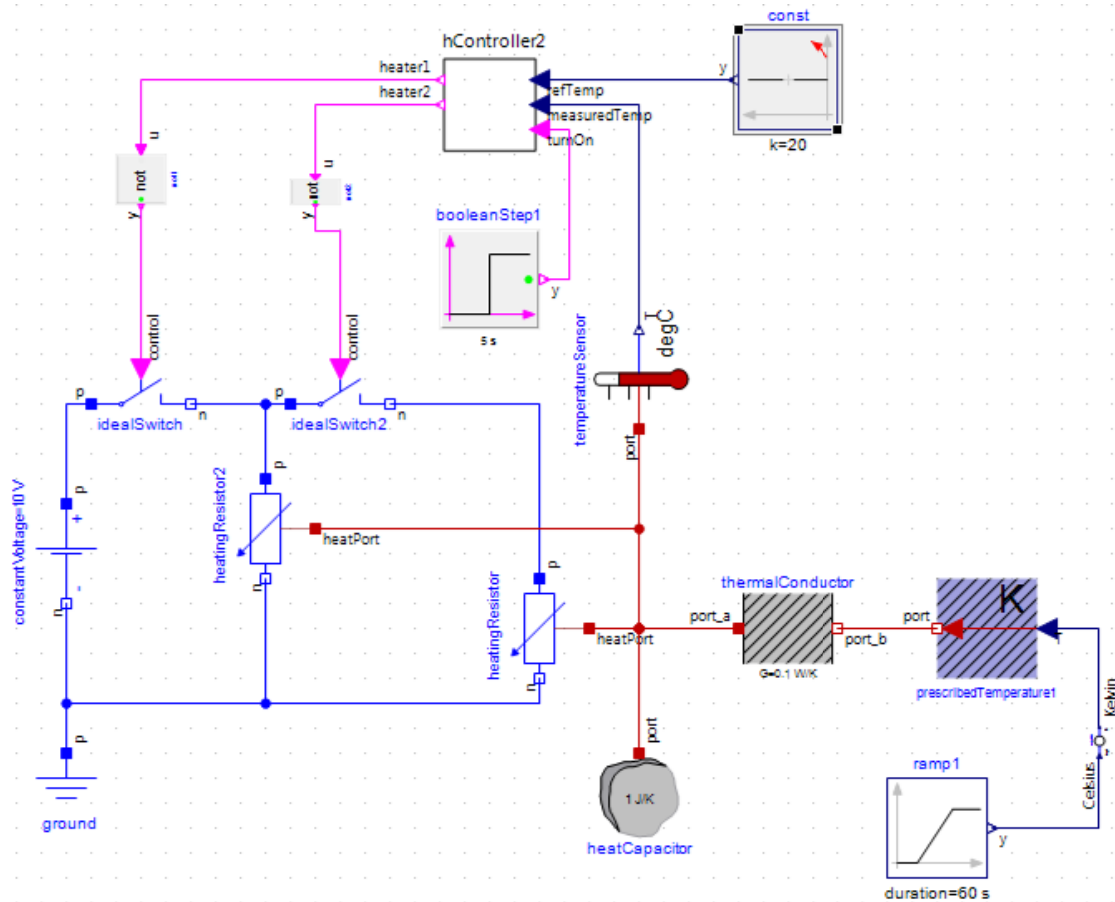 const
hController2
heater1
heater2
refTemp
measuredTemp
turnOn
y
k=20
u
not
y
u
not
y
booleanStep1
y
5 s
degC
temperatureSensor
port
control
control
p
n
idealSwitch
p
n
idealSwitch2
p
+
-
n
constantVoltage=10 V
p
n
heatingResistor2
heatPort
p
n
heatingResistor
heatPort
thermalConductor
port_a
port_b
G=0.1 W/K
port
K
prescribedTemperature1
Kelvin
Celsius
ramp1
y
duration=60 s
p
ground
port
1 J/K
heatCapacitor